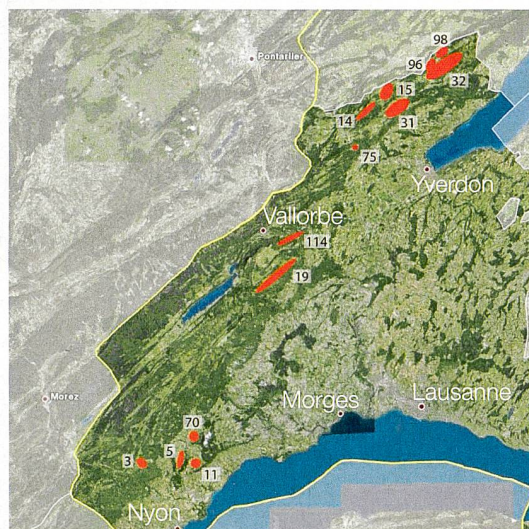 98
Pontarlier
96
32
15
14
31
75
Yverdon
Vallorbe
114
19
Morez
Morges
Lausanne
70
3
5
11
Nyon